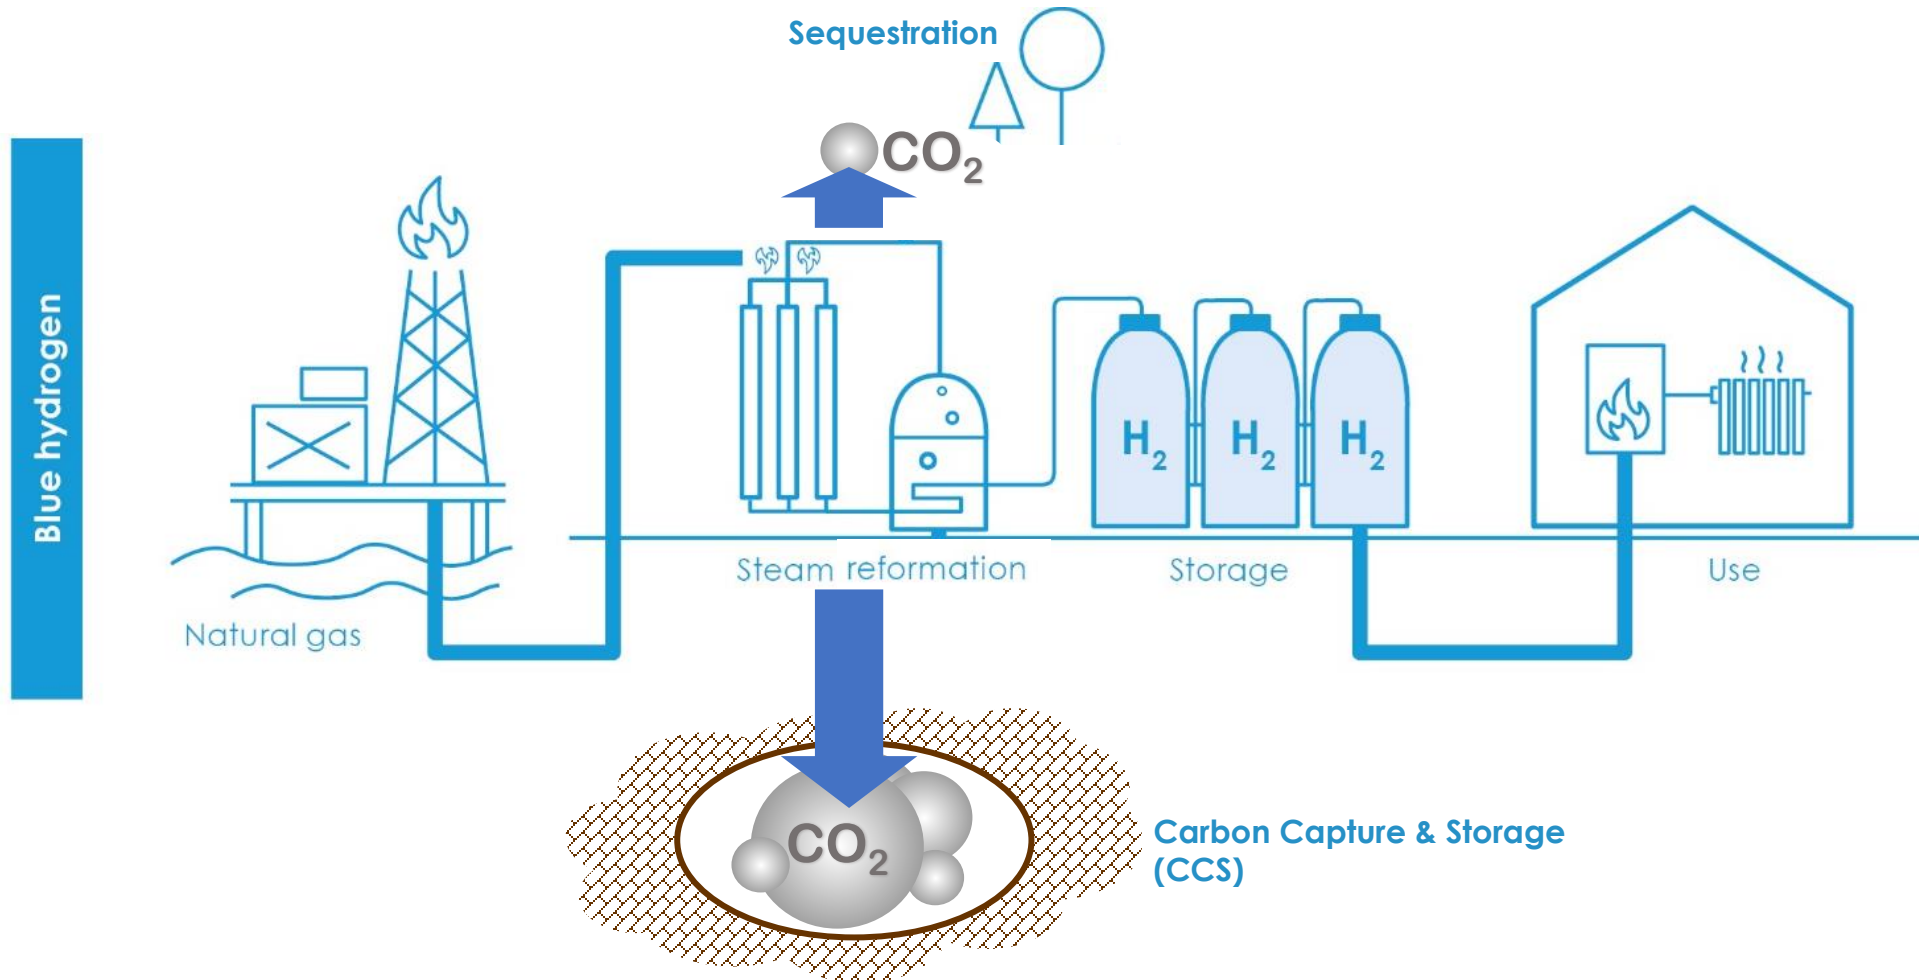 Sequestration
CO₂
Blue hydrogen
H₂
H₂
H₂
Steam reformation
Storage
Use
Natural gas
CO₂
Carbon Capture & Storage
(CCS)